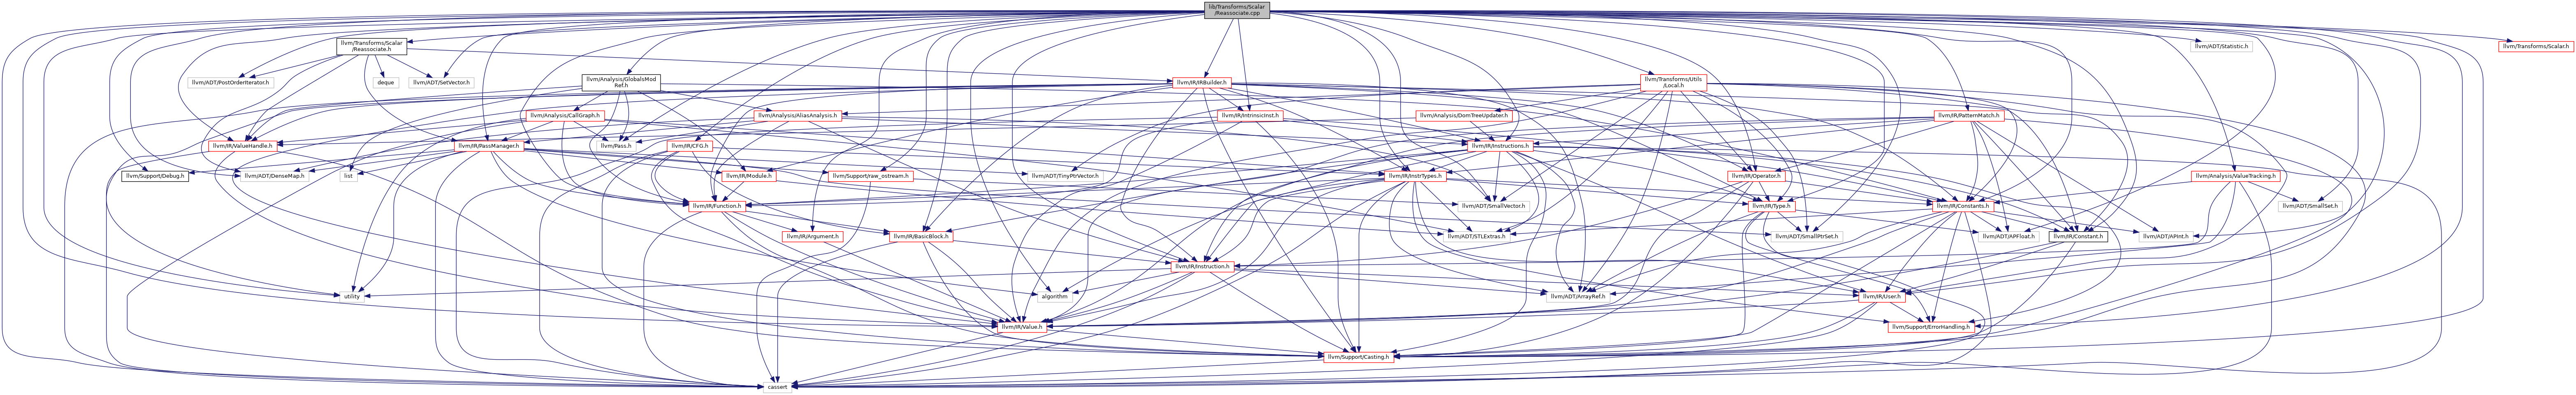 lib/Transforms/Scalar
/Reassociate.cpp
llvm/Transforms/Scalar
/Reassociate.h
llvm/ADT/Statistic.h
llvm/Transforms/Scalar.h
llvm/ADT/PostOrderIterator.h
deque
llvm/ADT/SetVector.h
llvm/Analysis/GlobalsMod
Ref.h
llvm/IR/IRBuilder.h
llvm/Transforms/Utils
/Local.h
llvm/Analysis/CallGraph.h
llvm/Analysis/AliasAnalysis.h
llvm/IR/IntrinsicInst.h
llvm/Analysis/DomTreeUpdater.h
llvm/IR/PatternMatch.h
llvm/IR/ValueHandle.h
llvm/IR/PassManager.h
llvm/Pass.h
llvm/IR/CFG.h
llvm/IR/Instructions.h
llvm/Support/Debug.h
llvm/ADT/DenseMap.h
list
llvm/IR/Module.h
llvm/Support/raw_ostream.h
llvm/ADT/TinyPtrVector.h
llvm/IR/InstrTypes.h
llvm/IR/Operator.h
llvm/Analysis/ValueTracking.h
llvm/IR/Function.h
llvm/ADT/SmallVector.h
llvm/IR/Type.h
llvm/IR/Constants.h
llvm/ADT/SmallSet.h
llvm/IR/Argument.h
llvm/IR/BasicBlock.h
llvm/ADT/STLExtras.h
llvm/ADT/SmallPtrSet.h
llvm/ADT/APFloat.h
llvm/IR/Constant.h
llvm/ADT/APInt.h
llvm/IR/Instruction.h
utility
algorithm
llvm/ADT/ArrayRef.h
llvm/IR/User.h
llvm/IR/Value.h
llvm/Support/ErrorHandling.h
llvm/Support/Casting.h
cassert